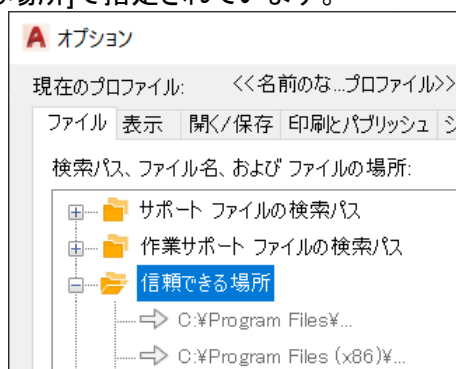 場所]で指定されています。
オプション
現在のプロファイル: <<名前のな...プロファイル>>
ファイル 表示 開く/保存 印刷とパブリッシュ
検索パス、ファイル名、および ファイルの場所:
サポート ファイルの検索パス
作業サポート ファイルの検索パス
信頼できる場所
C:¥Program Files¥...
C:¥Program Files (x86)¥...